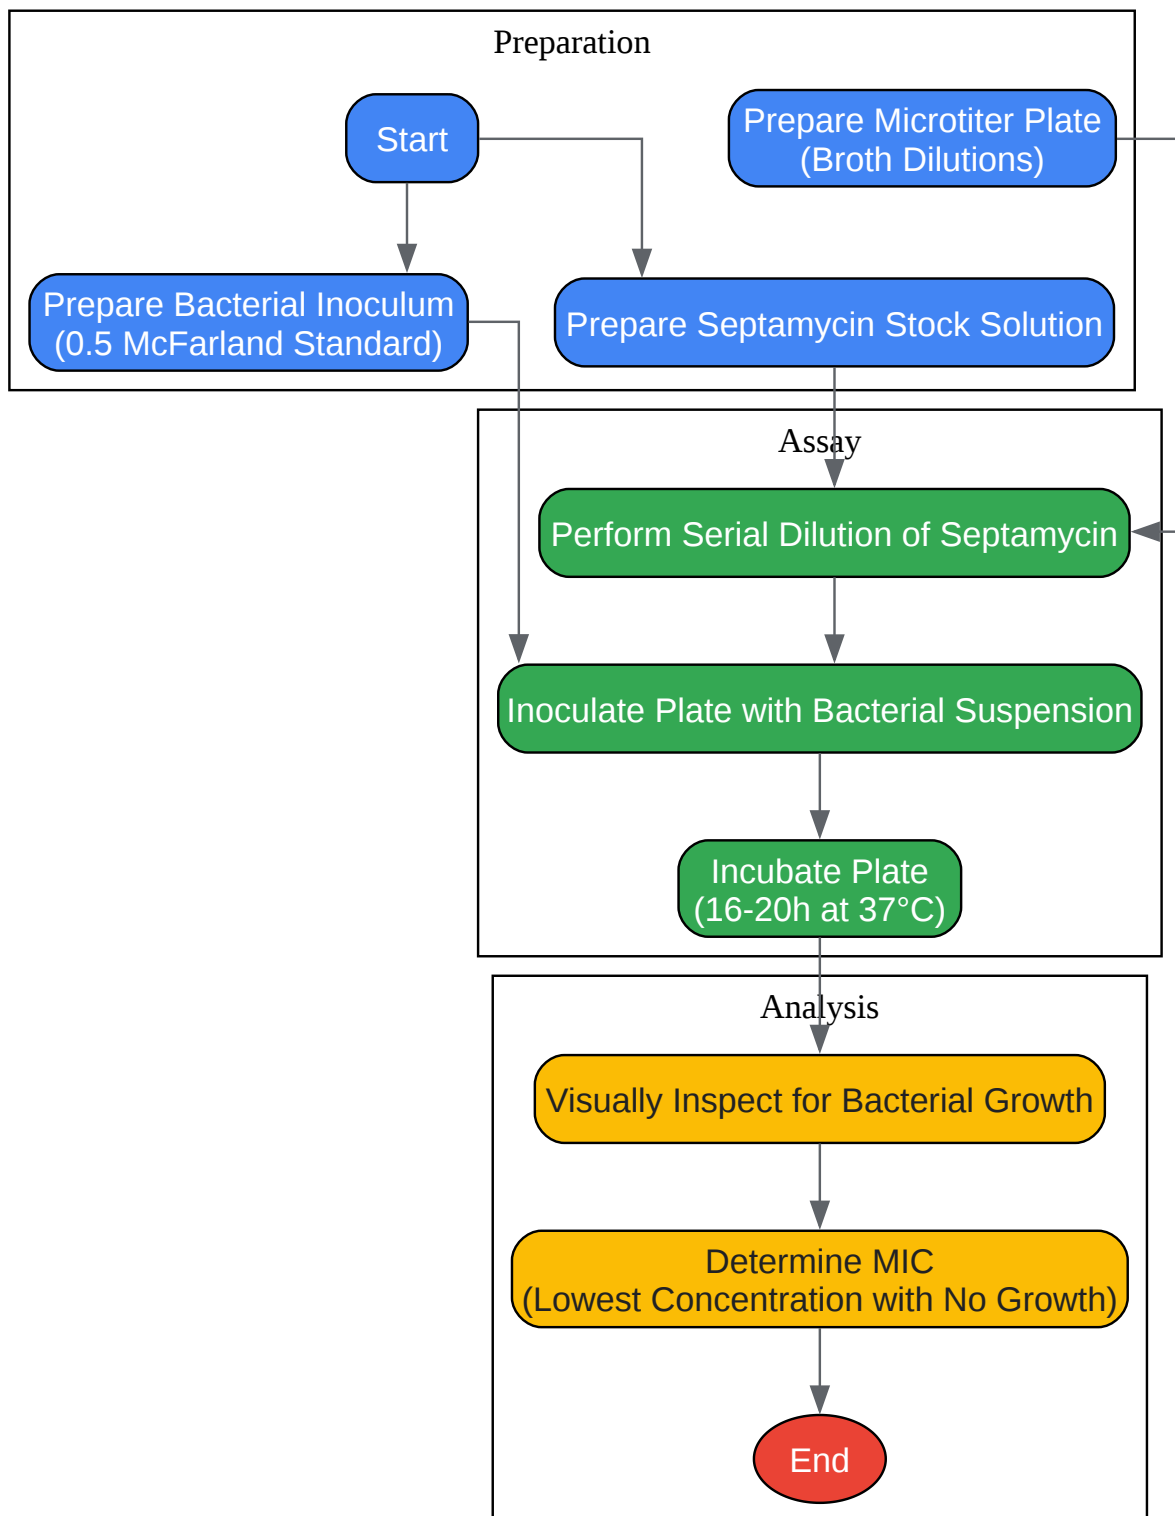 Preparation
Start
Prepare Microtiter Plate
(Broth Dilutions)
Prepare Bacterial Inoculum
(0.5 McFarland Standard)
Prepare Septamycin Stock Solution
Assay
Perform Serial Dilution of Septamycin
Inoculate Plate with Bacterial Suspension
Incubate Plate
(16-20h at 37°C)
Analysis
Visually Inspect for Bacterial Growth
Determine MIC
(Lowest Concentration with No Growth)
End